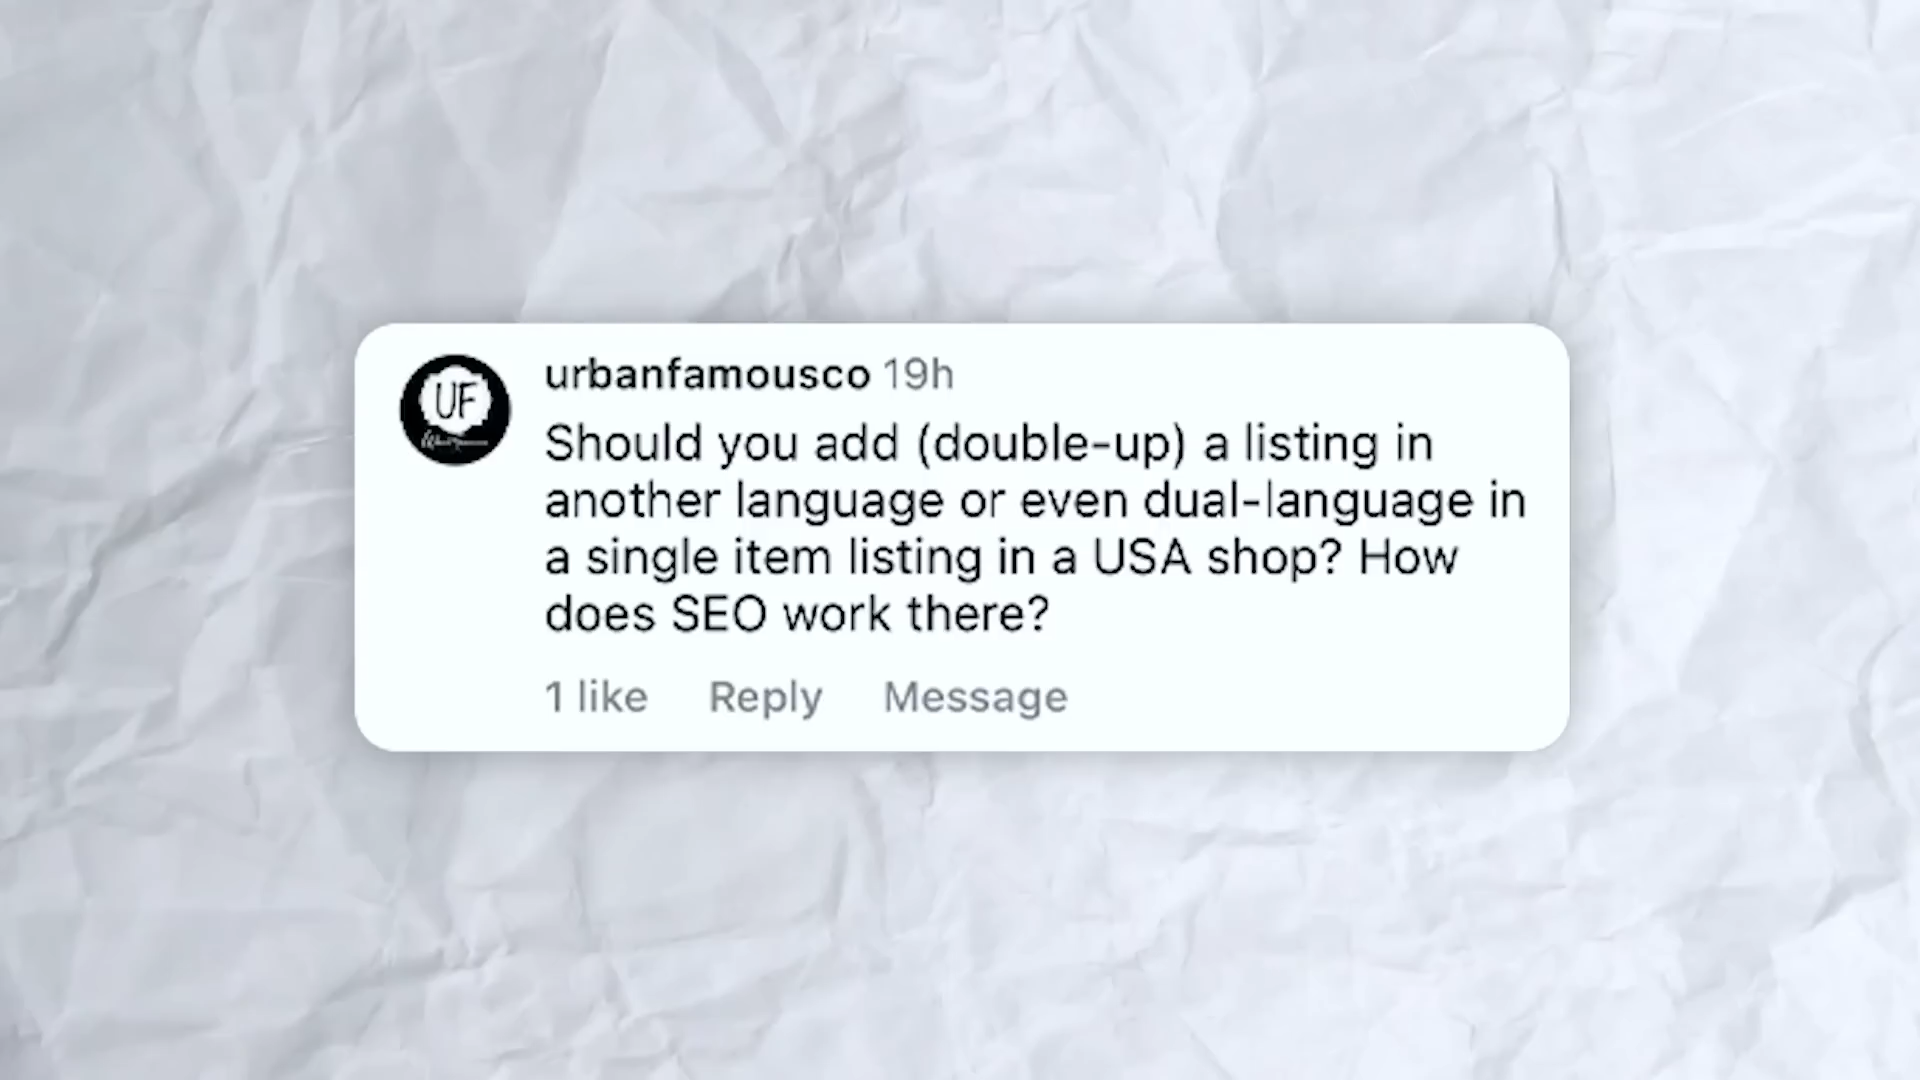 UF
urbanfamousco 19h
Should you add (double-up) a listing in
another language or even dual-language in
a single item listing in a USA shop? How
does SEO work there?
1 like Reply Message